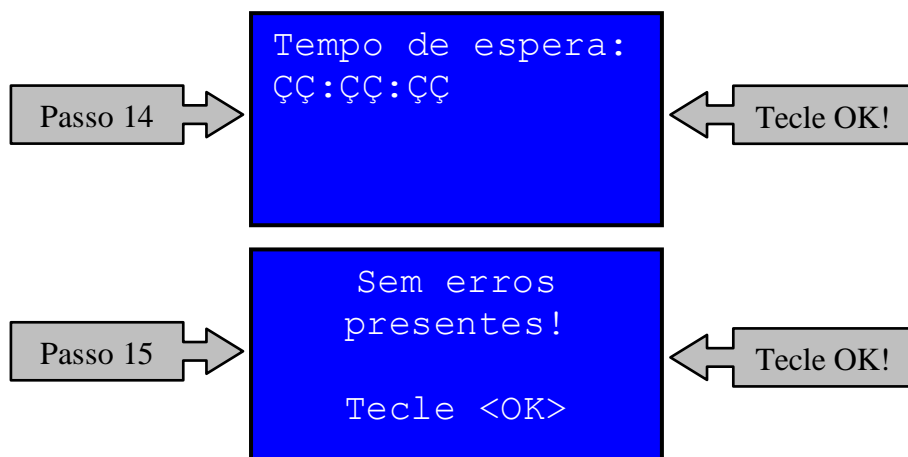 Tempo de espera:
ÇÇ:ÇÇ:ÇÇ
Passo 14
Tecle OK!
Sem erros
presentes!
Passo 15
Tecle OK!
Tecle <OK>